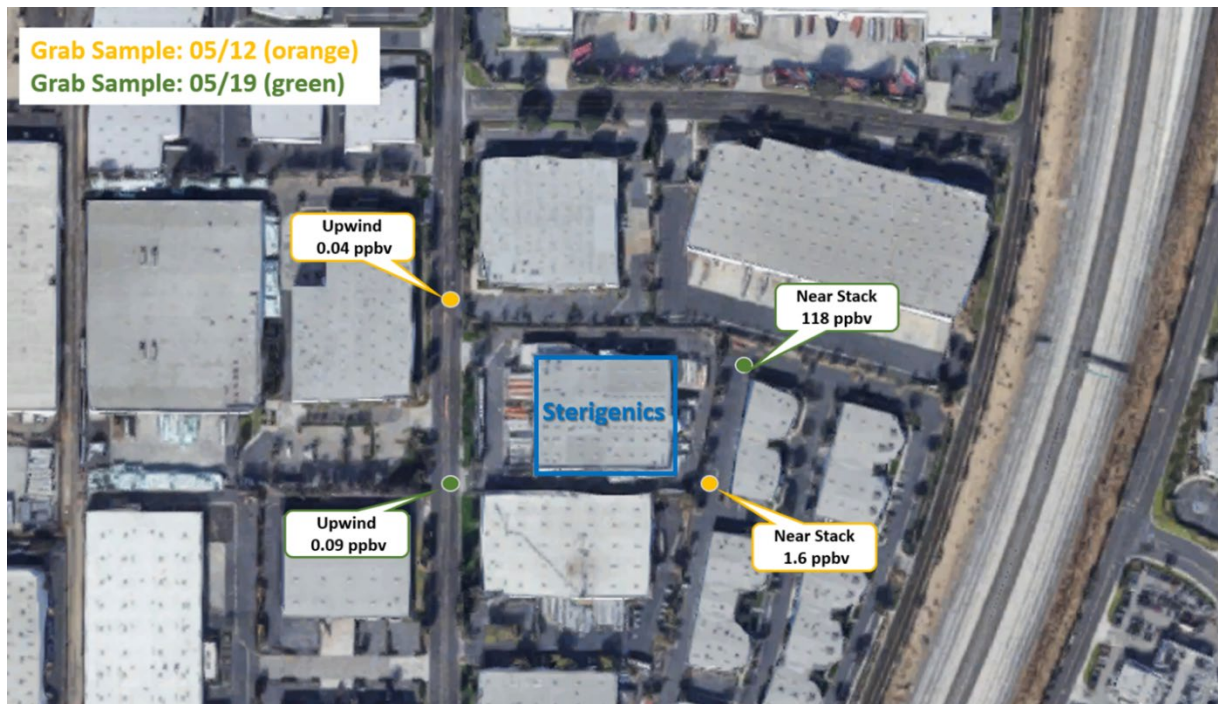 Grab Sample: 05/12 (orange)
Grab Sample: 05/19 (green)
Upwind
0.04 ppbv
Near Stack
118 ppbv
Sterigenics
Upwind
0.09 ppbv
Near Stack
1.6 ppbv